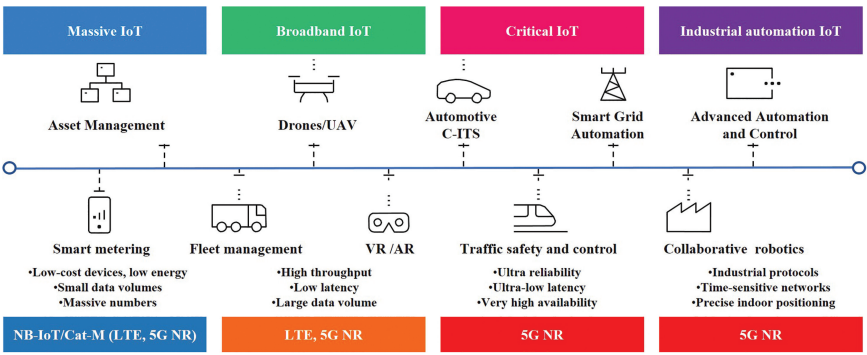 Massive IoT
Broadband IoT
Critical IoT
Industrial automation IoT
Asset Management
Drones/UAV
Automotive
C-ITS
Smart Grid
Automation
Advanced Automation
and Control
Smart metering
Fleet management
VR /AR
Traffic safety and control
Collaborative robotics
•Low-cost devices, low energy
•Small data volumes
•Massive numbers
•High throughput
•Low latency
•Large data volume
•Ultra reliability
•Ultra-low latency
•Very high availability
•Industrial protocols
•Time-sensitive networks
•Precise indoor positioning
NB-IoT/Cat-M (LTE, 5G NR)
LTE, 5G NR
5G NR
5G NR